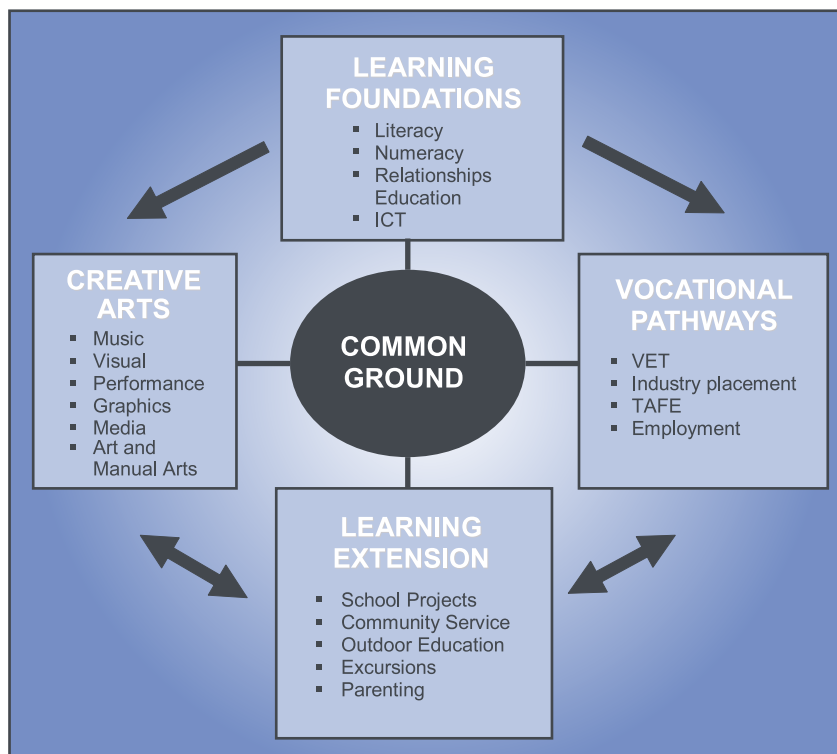 LEARNING
FOUNDATIONS
▪ Literacy
▪ Numeracy
▪ Relationships
Education
▪ ICT
CREATIVE
ARTS
▪ Music
▪ Visual
▪ Performance
▪ Graphics
▪ Media
▪ Art and
Manual Arts
COMMON
GROUND
VOCATIONAL
PATHWAYS
▪ VET
▪ Industry placement
▪ TAFE
▪ Employment
LEARNING
EXTENSION
▪ School Projects
▪ Community Service
▪ Outdoor Education
▪ Excursions
▪ Parenting